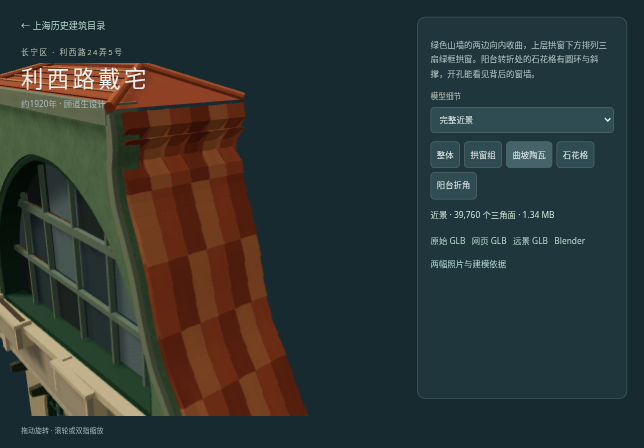 ← 上海历史建筑目录
长宁区 · 利西路24弄5号
利西路戴宅
约1920年 · 顾道生设计
绿色山墙的两边向内收曲，上层拱窗下方排列三
扇绿框拱窗。阳台转折处的石花格有圆环与斜
撑，开孔能看见背后的窗墙。
模型细节
完整近景
整体 拱窗组 曲坡陶瓦 石花格
阳台折角
近景 · 39,760 个三角面 · 1.34 MB
原始 GLB 网页 GLB 远景 GLB Blender
两幅照片与建模依据
拖动旋转 · 滚轮或双指缩放